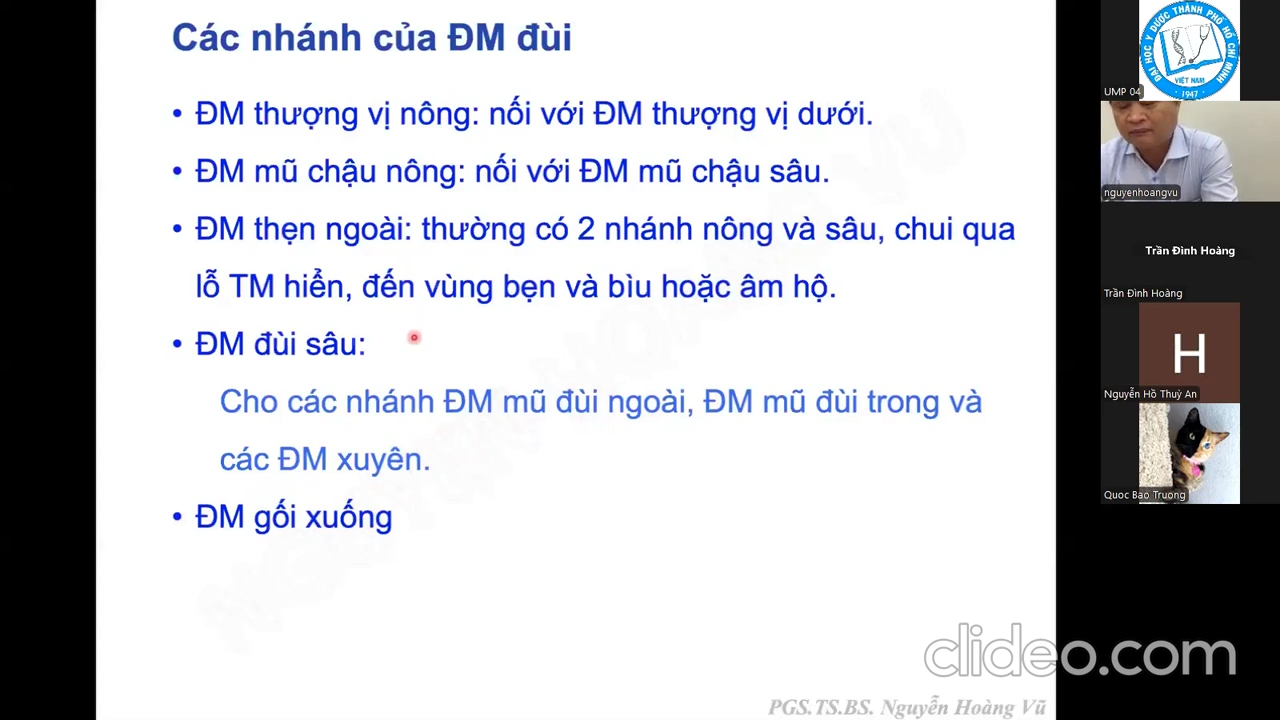 Các nhánh của ĐM đùi
• ĐM thượng vị nông: nối với ĐM thượng vị dưới.
• ĐM mũ chậu nông: nối với ĐM mũ chậu sâu.
• ĐM thẹn ngoài: thường có 2 nhánh nông và sâu, chui qua
lỗ TM hiển, đến vùng bẹn và bìu hoặc âm hộ.
• ĐM đùi sâu:
Cho các nhánh ĐM mũ đùi ngoài, ĐM mũ đùi trong và
các ĐM xuyên.
• ĐM gối xuống
PGS.TS.BS. Nguyễn Hoàng Vũ
ĐẠI HỌC Y DƯỢC THÀNH PHỐ HỒ CHÍ MINH
VIỆT NAM
1947
UMP 04
nguyenhoangvu
Trần Đình Hoàng
Trần Đình Hoàng
H
Nguyễn Hồ Thuỳ An
Quoc Bao Truong
clideo.com